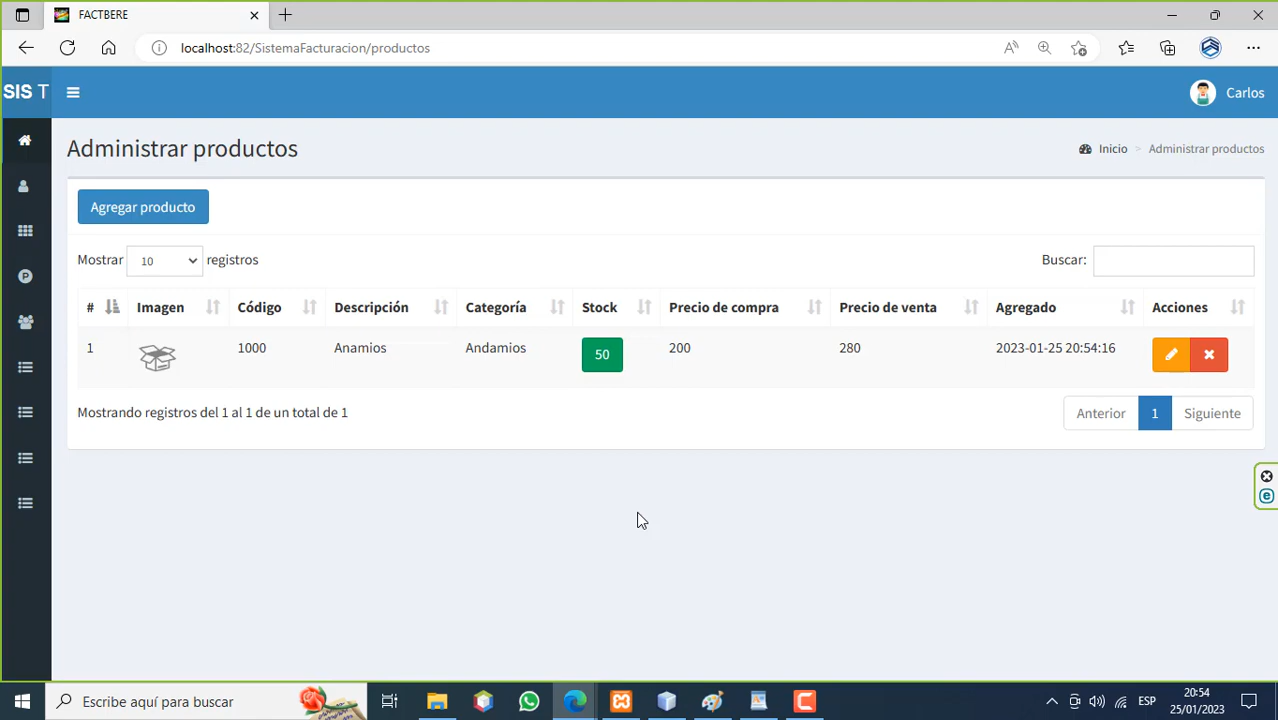 FACTBERE
localhost:82/SistemaFacturacion/productos
SIS T
Carlos
Administrar productos
Inicio > Administrar productos
Agregar producto
Mostrar 10 registros
Buscar:
# Imagen Código Descripción Categoría Stock Precio de compra Precio de venta Agregado Acciones
1 1000 Anamios Andamios 50 200 280 2023-01-25 20:54:16
Mostrando registros del 1 al 1 de un total de 1
Anterior 1 Siguiente
Escribe aquí para buscar
ESP
20:54
25/01/2023